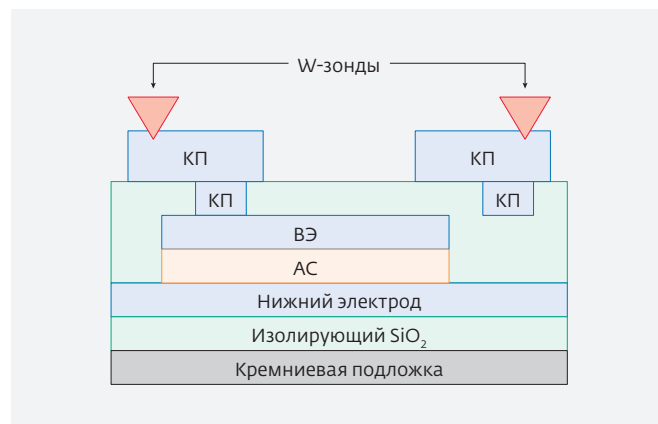 W-зонды
КП
КП
КП
КП
ВЭ
АС
Нижний электрод
Изолирующий SiO₂
Кремниевая подложка